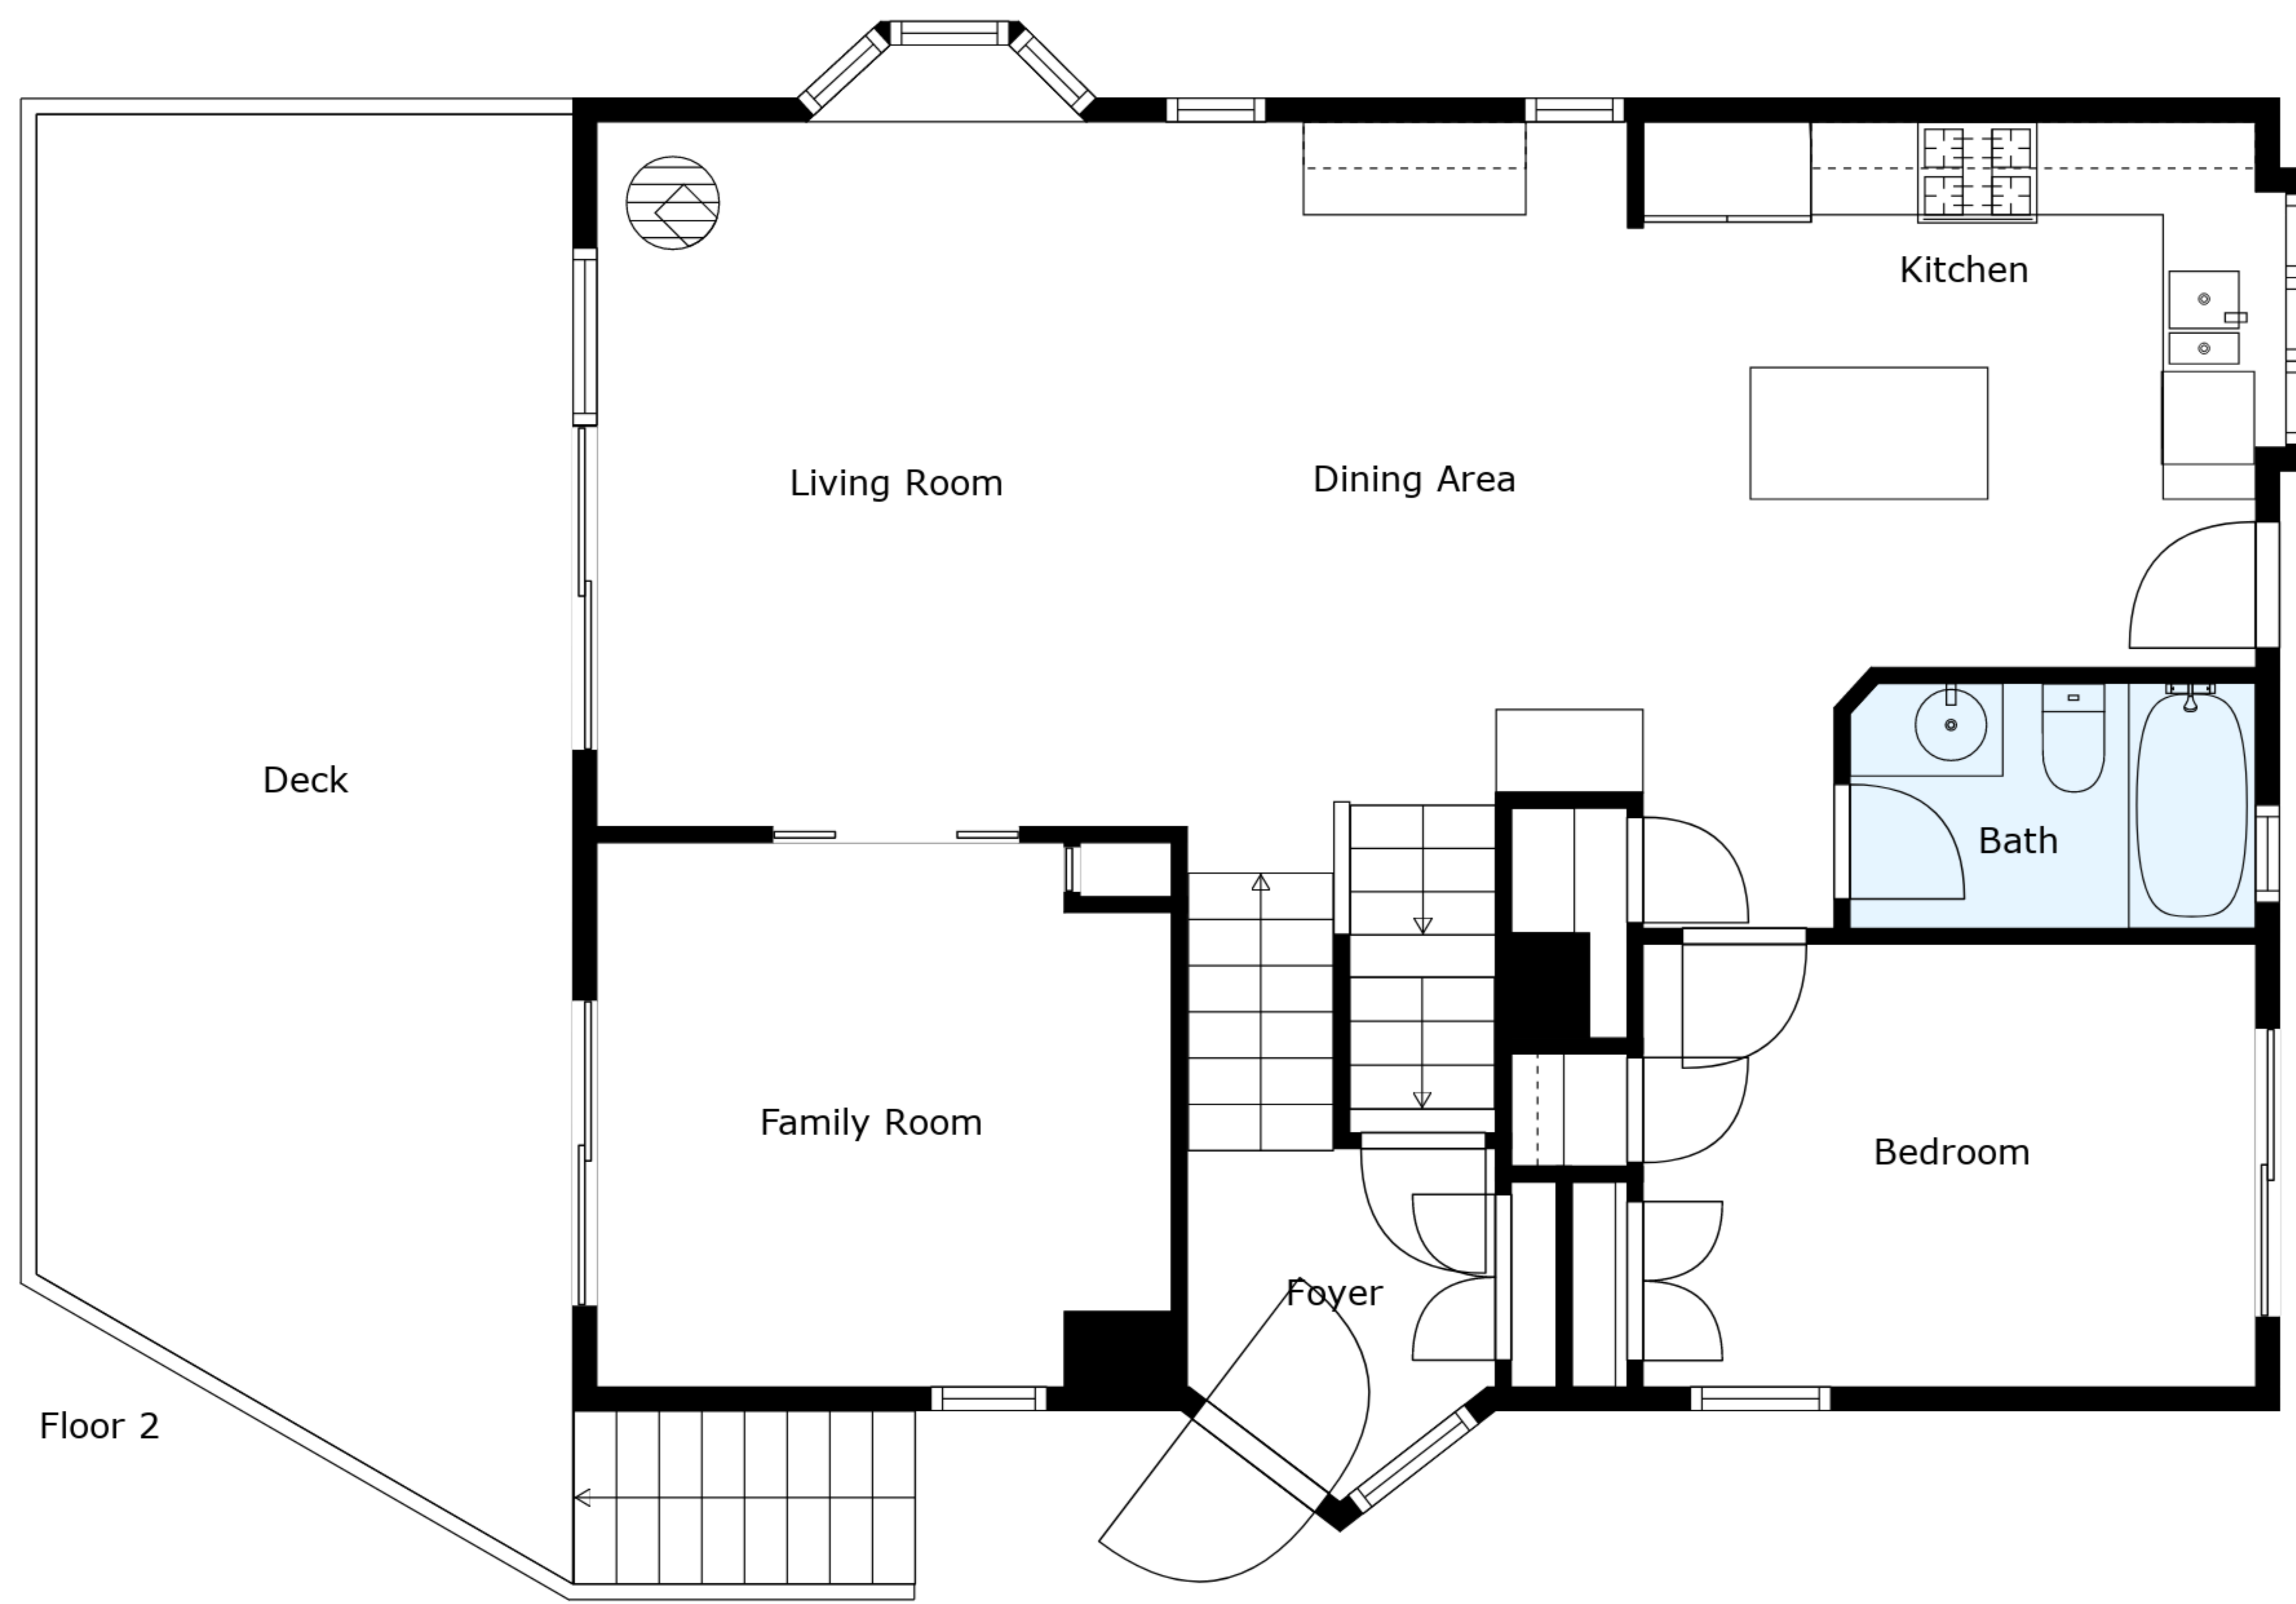 Kitchen
Living Room
Dining Area
Deck
Bath
Family Room
Bedroom
Foyer
Floor 2